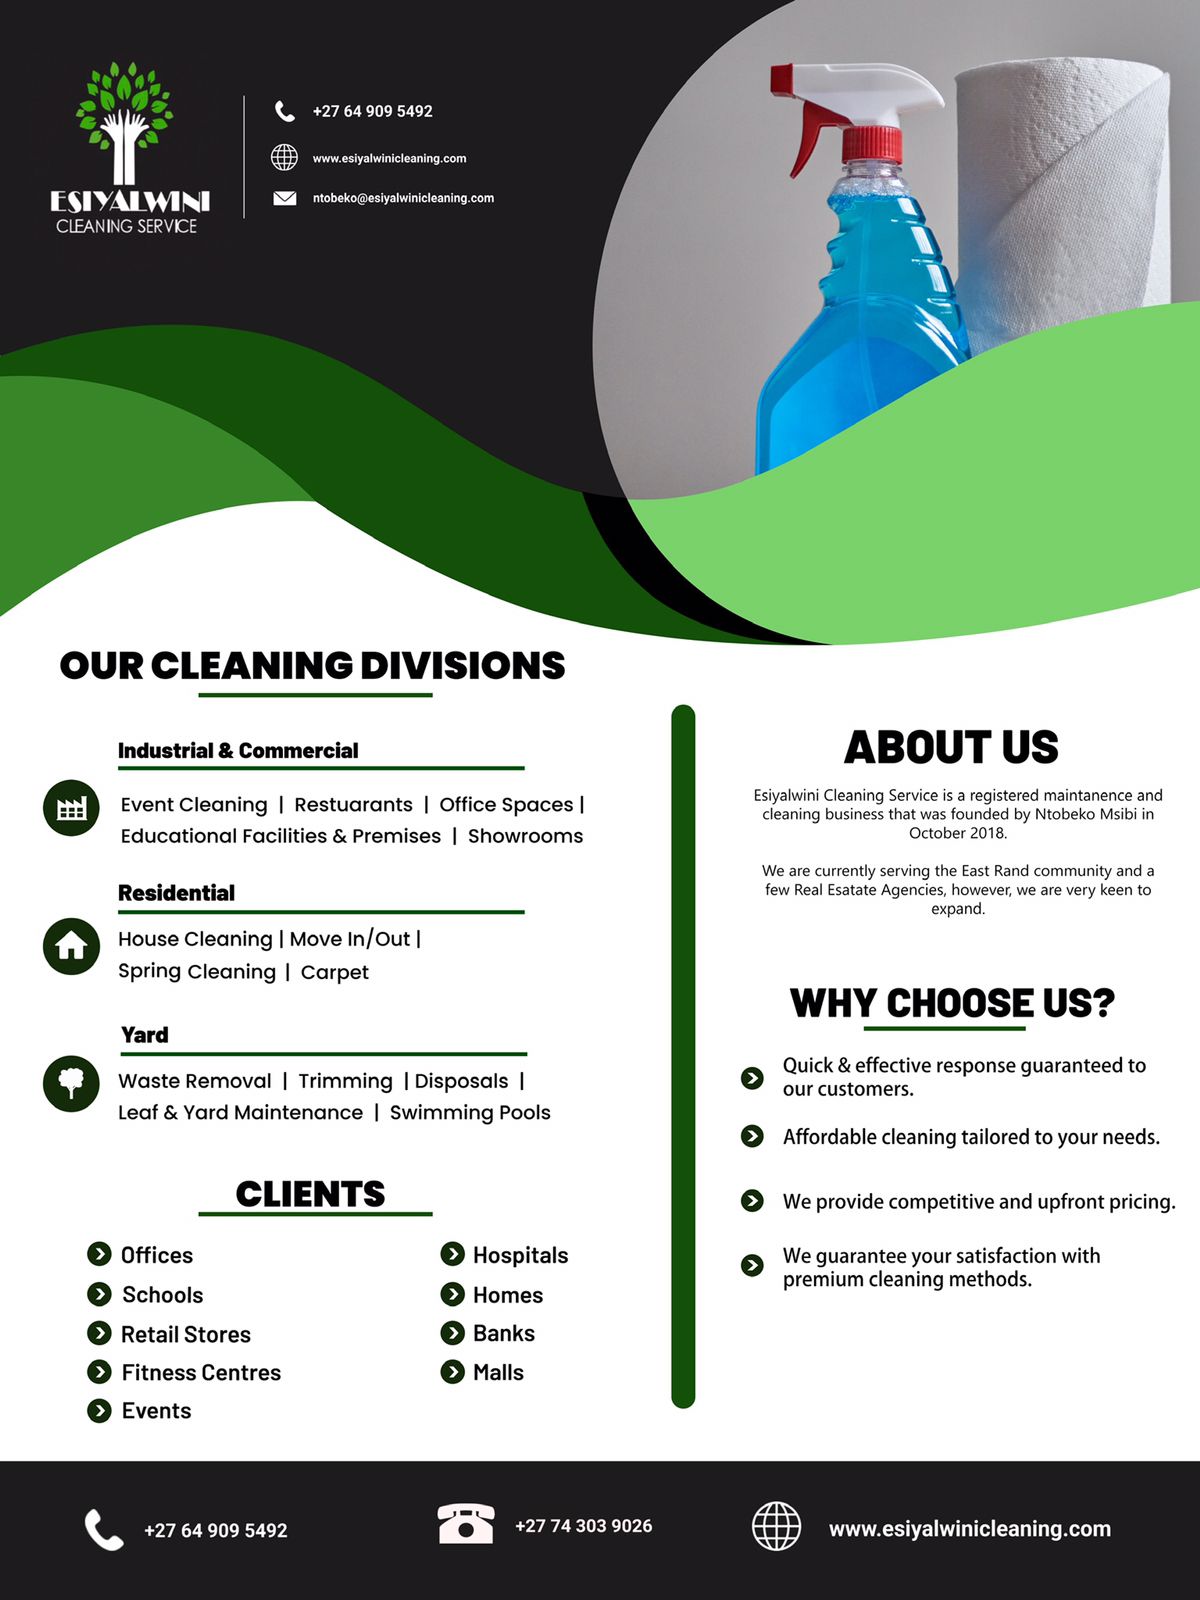 ESIYALWINI
CLEANING SERVICE
+27 64 909 5492
www.esiyalwinicleaning.com
ntobeko@esiyalwinicleaning.com
OUR CLEANING DIVISIONS
Industrial & Commercial
Event Cleaning | Restuarants | Office Spaces |
Educational Facilities & Premises | Showrooms
Residential
House Cleaning | Move In/Out |
Spring Cleaning | Carpet
Yard
Waste Removal | Trimming | Disposals |
Leaf & Yard Maintenance | Swimming Pools
CLIENTS
Offices
Schools
Retail Stores
Fitness Centres
Events
Hospitals
Homes
Banks
Malls
ABOUT US
Esiyalwini Cleaning Service is a registered maintanence and
cleaning business that was founded by Ntobeko Msibi in
October 2018.
We are currently serving the East Rand community and a
few Real Esatate Agencies, however, we are very keen to
expand.
WHY CHOOSE US?
Quick & effective response guaranteed to
our customers.
Affordable cleaning tailored to your needs.
We provide competitive and upfront pricing.
We guarantee your satisfaction with
premium cleaning methods.
+27 64 909 5492
+27 74 303 9026
www.esiyalwinicleaning.com